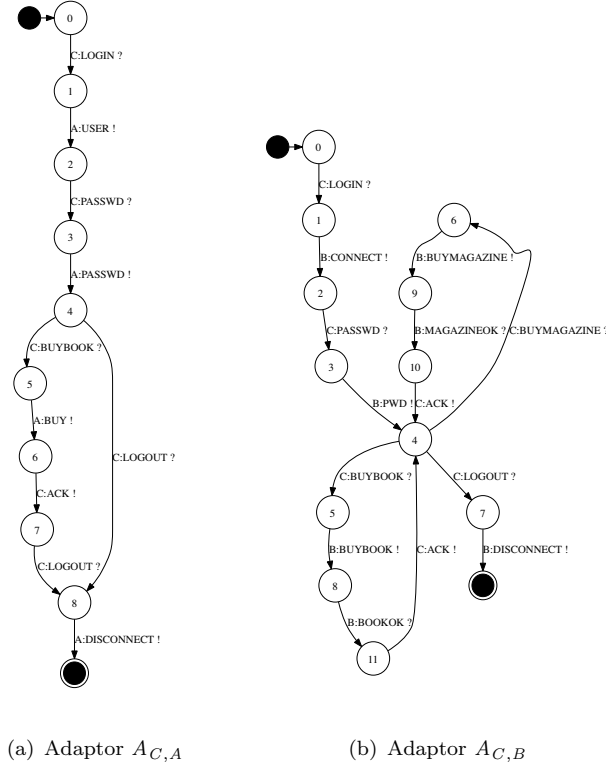 0
C:LOGIN ?
1
A:USER !
2
C:PASSWD ?
3
A:PASSWD !
4
C:BUYBOOK ?
5
A:BUY !
C:LOGOUT ?
6
C:ACK !
7
C:LOGOUT ?
8
A:DISCONNECT !
(a) Adaptor A_{C,A}
0
C:LOGIN ?
1
6
B:CONNECT !
B:BUYMAGAZINE !
2
9
C:PASSWD ?
B:MAGAZINEOK ?
C:BUYMAGAZINE ?
3
10
B:PWD !
C:ACK !
4
C:BUYBOOK ?
C:LOGOUT ?
5
7
B:BUYBOOK !
C:ACK !
B:DISCONNECT !
8
B:BOOKOK ?
11
(b) Adaptor A_{C,B}